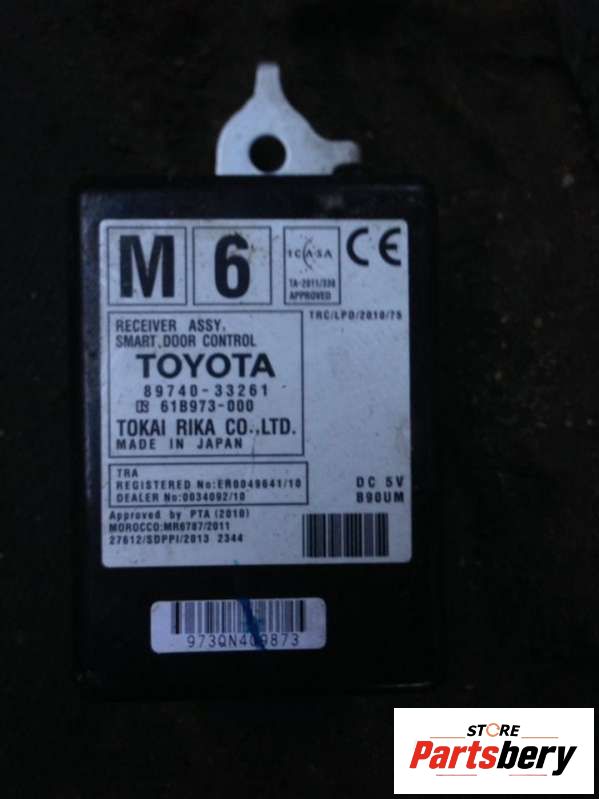 M 6
ICASA
TA-2011/338
APPROVED
CE
TRC/LPD/2010/75
RECEIVER ASSY,
SMART, DOOR CONTROL
TOYOTA
89740-33261
61B973-000
TOKAI RIKA CO.,LTD.
MADE IN JAPAN
TRA
REGISTERED No:ER0049641/10
DEALER No:0034092/10
DC 5V
B90UM
Approved by PTA (2010)
MOROCCO:MR6787/2011
27612/SDPPI/2013 2344
973QN409873
STORE
Partsbery